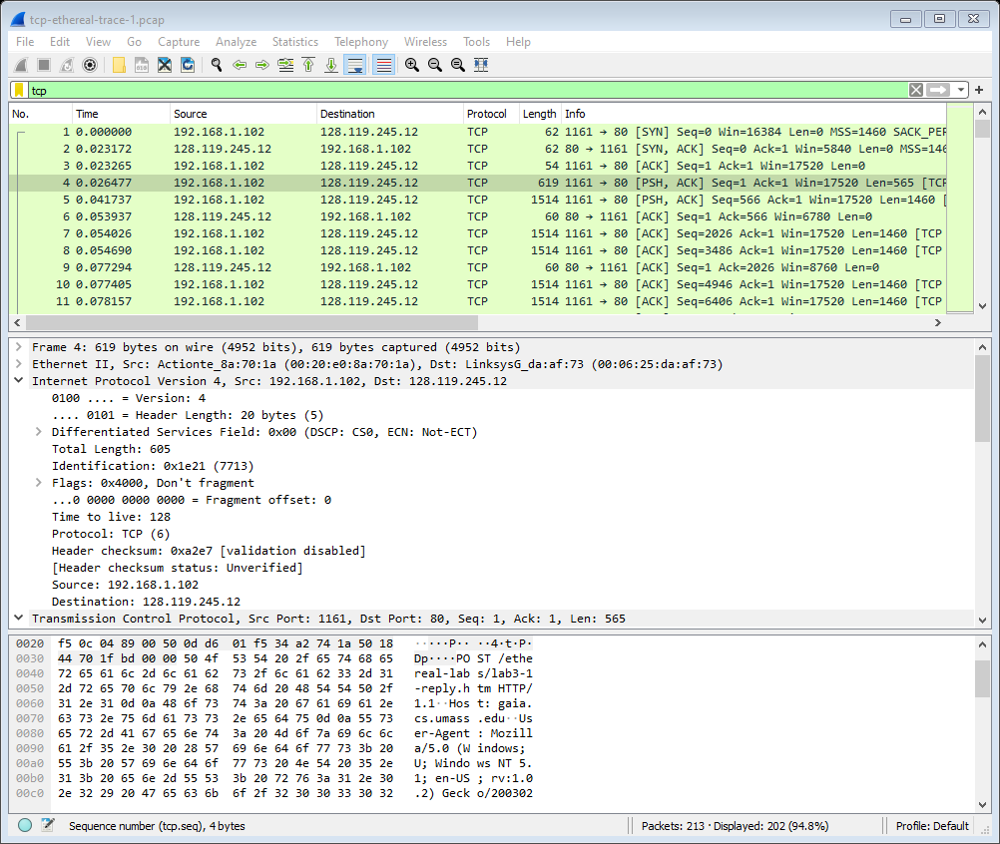 tcp-ethereal-trace-1.pcap
File Edit View Go Capture Analyze Statistics Telephony Wireless Tools Help
tcp
No. Time Source Destination Protocol Length Info
1 0.000000 192.168.1.102 128.119.245.12 TCP 62 1161 → 80 [SYN] Seq=0 Win=16384 Len=0 MSS=1460 SACK_PER
2 0.023172 128.119.245.12 192.168.1.102 TCP 62 80 → 1161 [SYN, ACK] Seq=0 Ack=1 Win=5840 Len=0 MSS=146
3 0.023265 192.168.1.102 128.119.245.12 TCP 54 1161 → 80 [ACK] Seq=1 Ack=1 Win=17520 Len=0
4 0.026477 192.168.1.102 128.119.245.12 TCP 619 1161 → 80 [PSH, ACK] Seq=1 Ack=1 Win=17520 Len=565 [TCP
5 0.041737 192.168.1.102 128.119.245.12 TCP 1514 1161 → 80 [PSH, ACK] Seq=566 Ack=1 Win=17520 Len=1460 [
6 0.053937 128.119.245.12 192.168.1.102 TCP 60 80 → 1161 [ACK] Seq=1 Ack=566 Win=6780 Len=0
7 0.054026 192.168.1.102 128.119.245.12 TCP 1514 1161 → 80 [ACK] Seq=2026 Ack=1 Win=17520 Len=1460 [TCP
8 0.054690 192.168.1.102 128.119.245.12 TCP 1514 1161 → 80 [ACK] Seq=3486 Ack=1 Win=17520 Len=1460 [TCP
9 0.077294 128.119.245.12 192.168.1.102 TCP 60 80 → 1161 [ACK] Seq=1 Ack=2026 Win=8760 Len=0
10 0.077405 192.168.1.102 128.119.245.12 TCP 1514 1161 → 80 [ACK] Seq=4946 Ack=1 Win=17520 Len=1460 [TCP
11 0.078157 192.168.1.102 128.119.245.12 TCP 1514 1161 → 80 [ACK] Seq=6406 Ack=1 Win=17520 Len=1460 [TCP
Frame 4: 619 bytes on wire (4952 bits), 619 bytes captured (4952 bits)
Ethernet II, Src: Actionte_8a:70:1a (00:20:e0:8a:70:1a), Dst: LinksysG_da:af:73 (00:06:25:da:af:73)
Internet Protocol Version 4, Src: 192.168.1.102, Dst: 128.119.245.12
0100 .... = Version: 4
.... 0101 = Header Length: 20 bytes (5)
Differentiated Services Field: 0x00 (DSCP: CS0, ECN: Not-ECT)
Total Length: 605
Identification: 0x1e21 (7713)
Flags: 0x4000, Don't fragment
...0 0000 0000 0000 = Fragment offset: 0
Time to live: 128
Protocol: TCP (6)
Header checksum: 0xa2e7 [validation disabled]
[Header checksum status: Unverified]
Source: 192.168.1.102
Destination: 128.119.245.12
Transmission Control Protocol, Src Port: 1161, Dst Port: 80, Seq: 1, Ack: 1, Len: 565
0020 f5 0c 04 89 00 50 0d d6 01 f5 34 a2 74 1a 50 18 ·····P·· ··4·t·P·
0030 44 70 1f bd 00 00 50 4f 53 54 20 2f 65 74 68 65 Dp····PO ST /ethe
0040 72 65 61 6c 2d 6c 61 62 73 2f 6c 61 62 33 2d 31 real-lab s/lab3-1
0050 2d 72 65 70 6c 79 2e 68 74 6d 20 48 54 54 50 2f -reply.h tm HTTP/
0060 31 2e 31 0d 0a 48 6f 73 74 3a 20 67 61 69 61 2e 1.1··Hos t: gaia.
0070 63 73 2e 75 6d 61 73 73 2e 65 64 75 0d 0a 55 73 cs.umass .edu··Us
0080 65 72 2d 41 67 65 6e 74 3a 20 4d 6f 7a 69 6c 6c er-Agent : Mozill
0090 61 2f 35 2e 30 20 28 57 69 6e 64 6f 77 73 3b 20 a/5.0 (W indows;
00a0 55 3b 20 57 69 6e 64 6f 77 73 20 4e 54 20 35 2e U; Windo ws NT 5.
00b0 31 3b 20 65 6e 2d 55 53 3b 20 72 76 3a 31 2e 30 1; en-US ; rv:1.0
00c0 2e 32 29 20 47 65 63 6b 6f 2f 32 30 30 33 30 32 .2) Geck o/200302
Sequence number (tcp.seq), 4 bytes Packets: 213 · Displayed: 202 (94.8%) Profile: Default